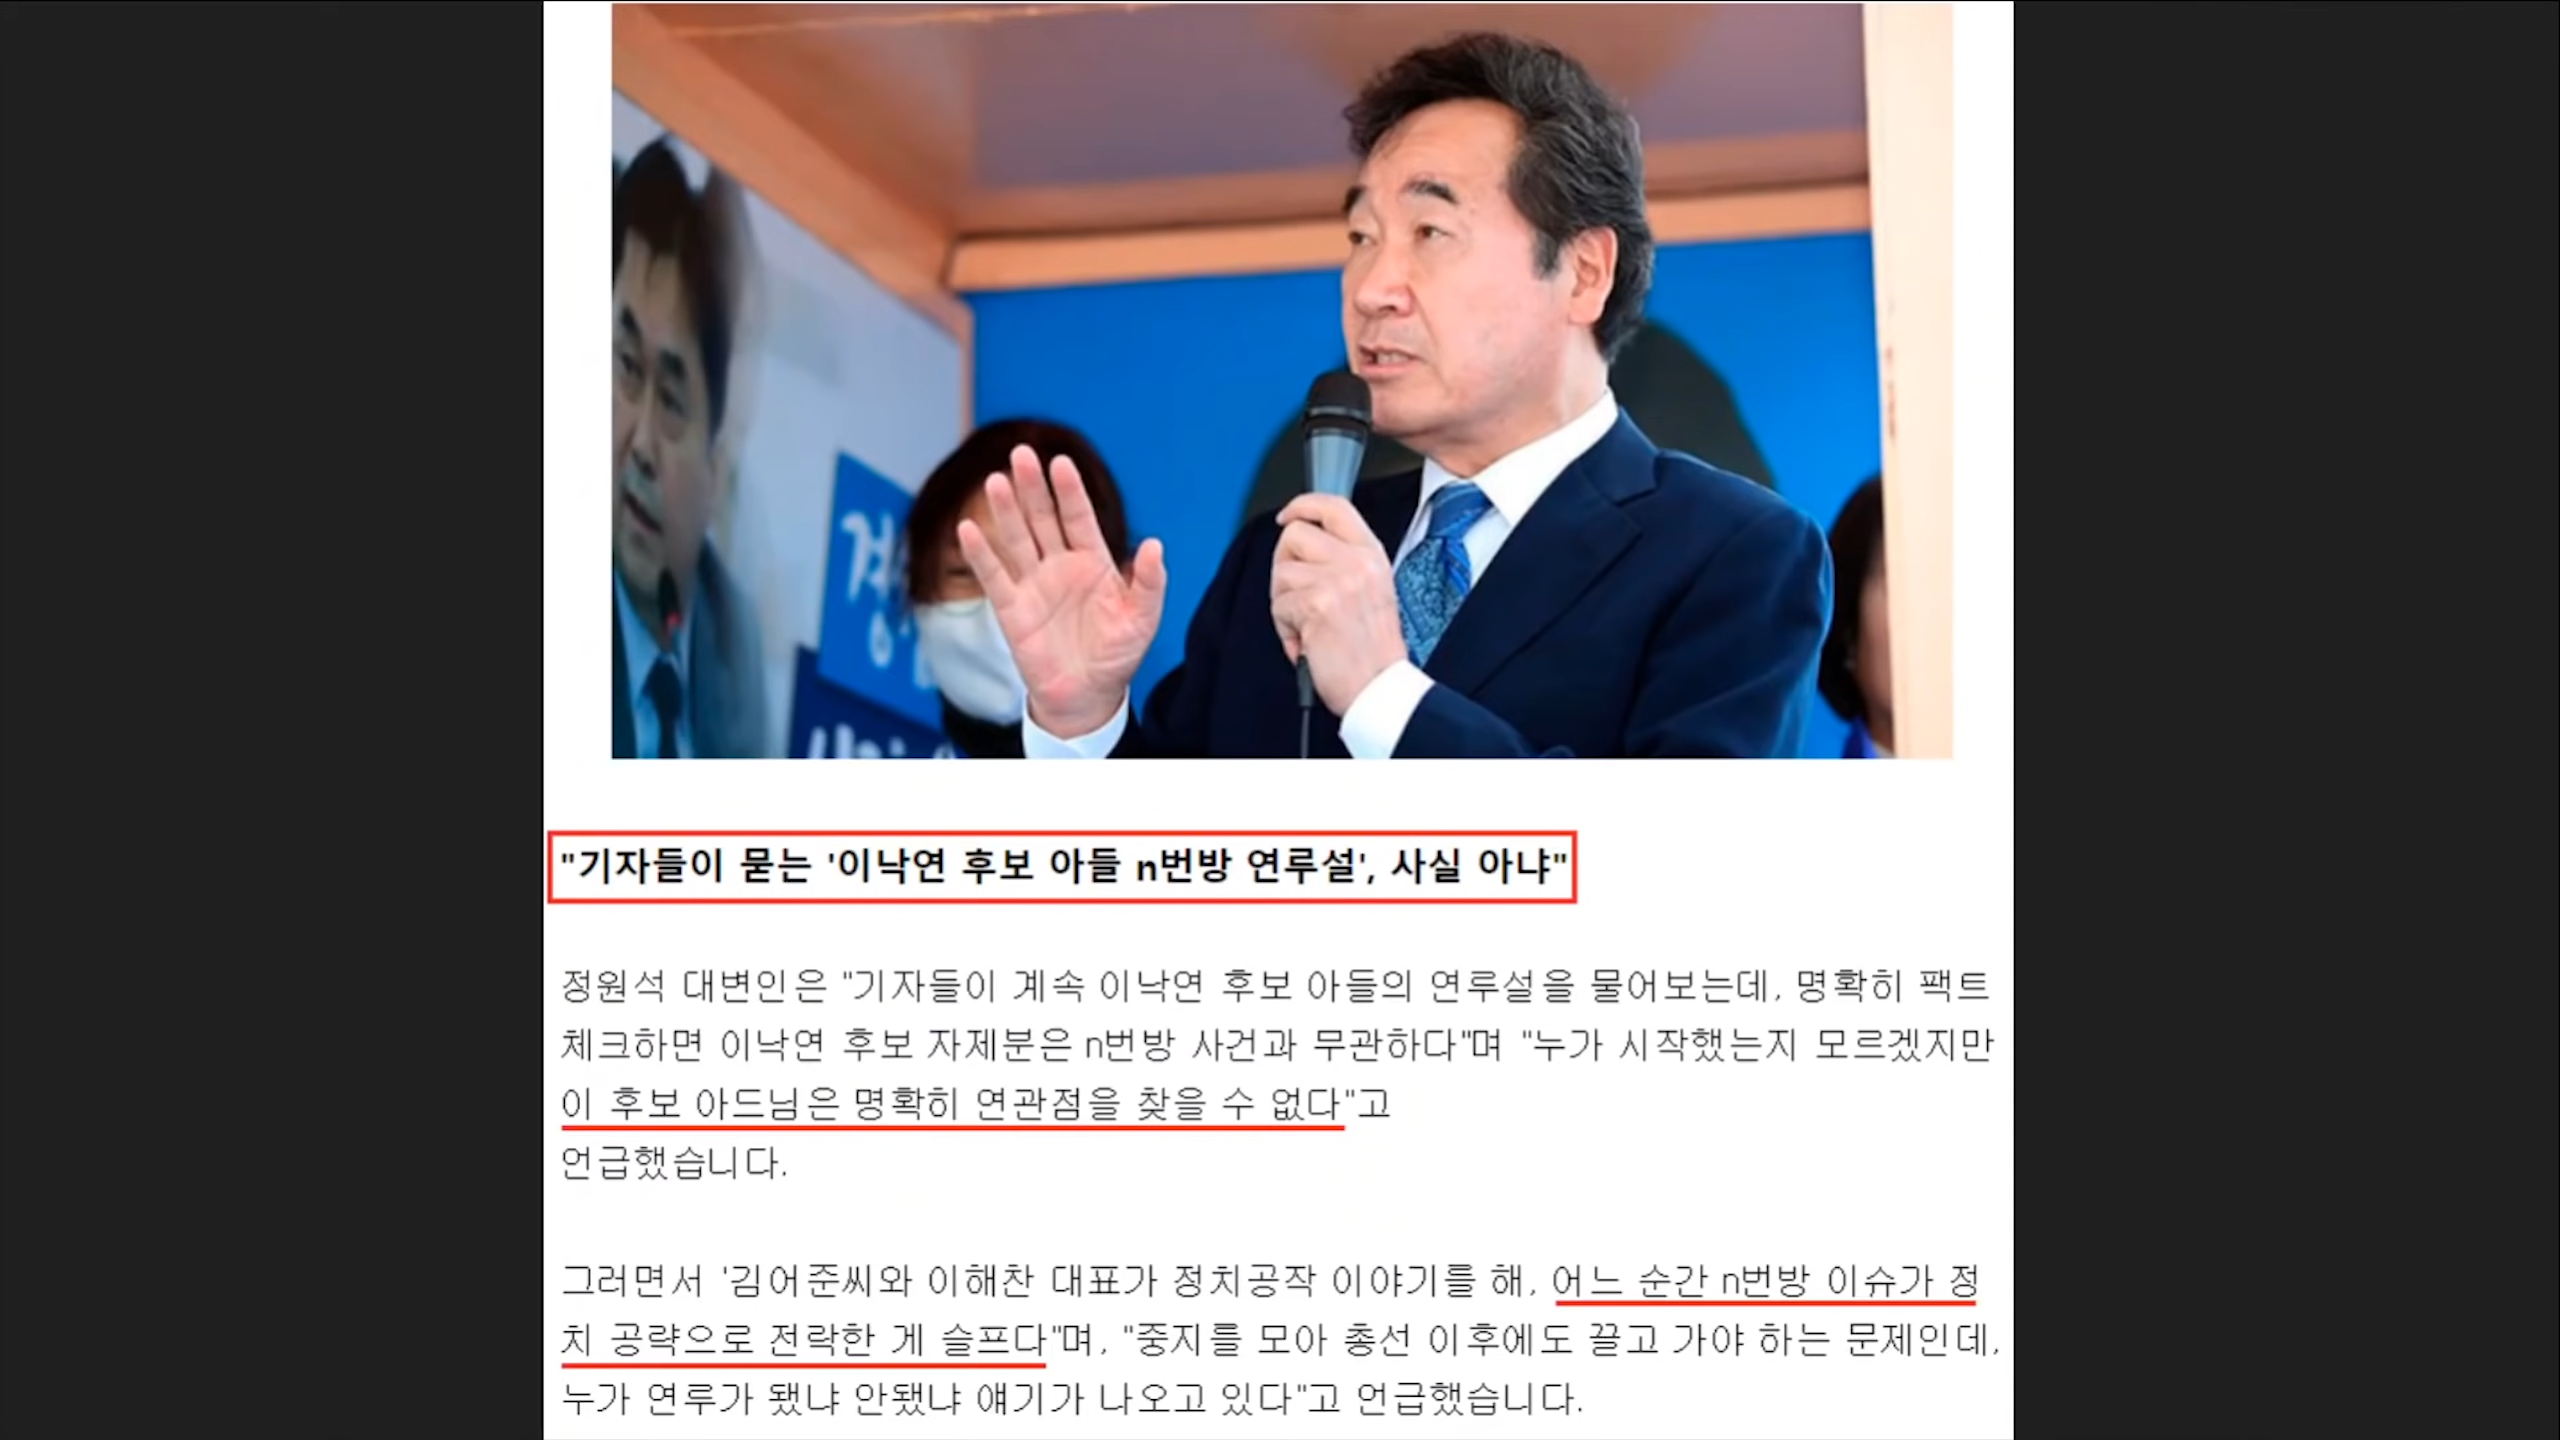 "기자들이 묻는 '이낙연 후보 아들 n번방 연루설', 사실 아냐"
정원석 대변인은 "기자들이 계속 이낙연 후보 아들의 연루설을 물어보는데, 명확히 팩트
체크하면 이낙연 후보 자제분은 n번방 사건과 무관하다"며 "누가 시작했는지 모르겠지만
이 후보 아드님은 명확히 연관점을 찾을 수 없다"고
언급했습니다.
그러면서 '김어준씨와 이해찬 대표가 정치공작 이야기를 해, 어느 순간 n번방 이슈가 정
치 공략으로 전락한 게 슬프다"며, "중지를 모아 총선 이후에도 끌고 가야 하는 문제인데,
누가 연루가 됐냐 안됐냐 얘기가 나오고 있다"고 언급했습니다.